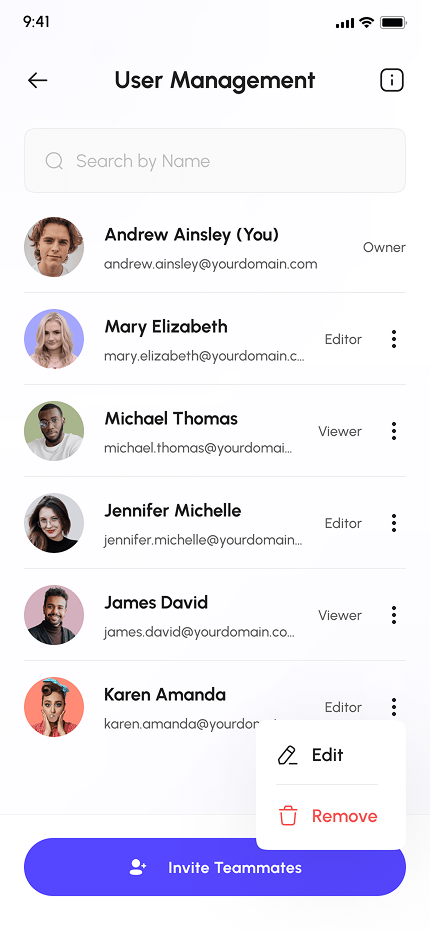 9:41
User Management
Search by Name
Andrew Ainsley (You)
andrew.ainsley@yourdomain.com
Owner
Mary Elizabeth
mary.elizabeth@yourdomain.c...
Editor
Michael Thomas
michael.thomas@yourdomai...
Viewer
Jennifer Michelle
jennifer.michelle@yourdomain...
Editor
James David
james.david@yourdomain.co...
Viewer
Karen Amanda
karen.amanda@yourdon
Editor
Edit
Remove
Invite Teammates